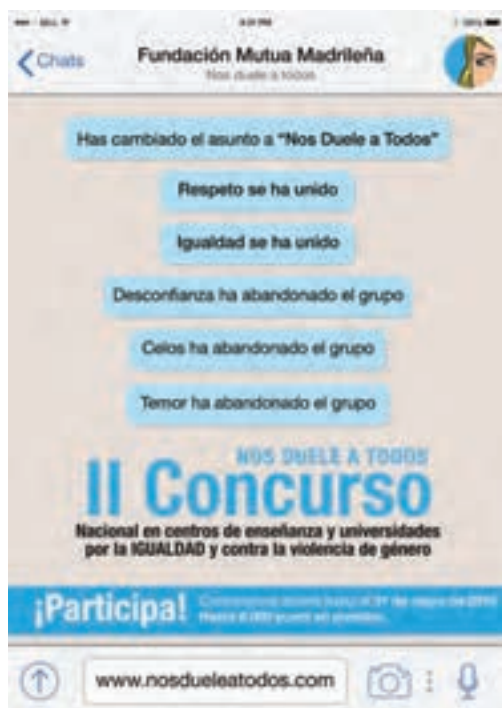 Chats
Fundación Mutua Madrileña
Nos duele a todos
Has cambiado el asunto a "Nos Duele a Todos"
Respeto se ha unido
Igualdad se ha unido
Desconfianza ha abandonado el grupo
Celos ha abandonado el grupo
Temor ha abandonado el grupo
NOS DUELE A TODOS
II Concurso
Nacional en centros de enseñanza y universidades
por la IGUALDAD y contra la violencia de género
¡Participa!
www.nosdueleatodos.com